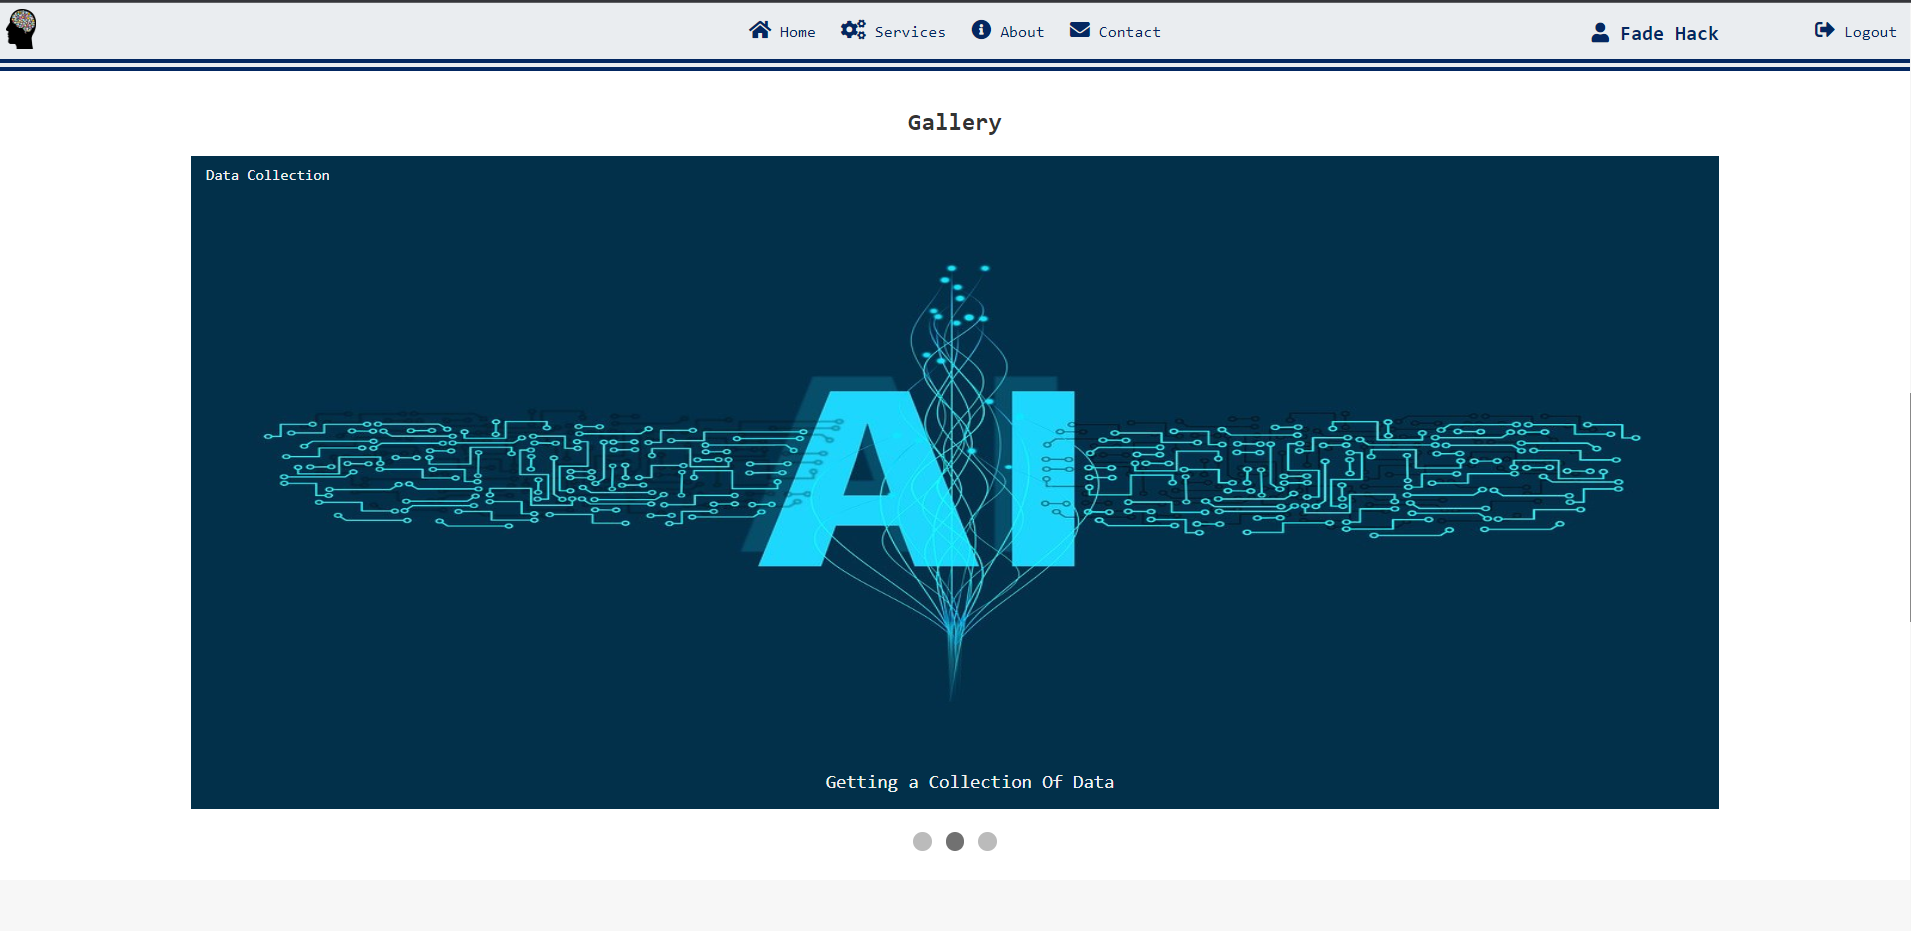 Home Services About Contact Fade Hack Logout
Gallery
Data Collection
AI
Getting a Collection Of Data